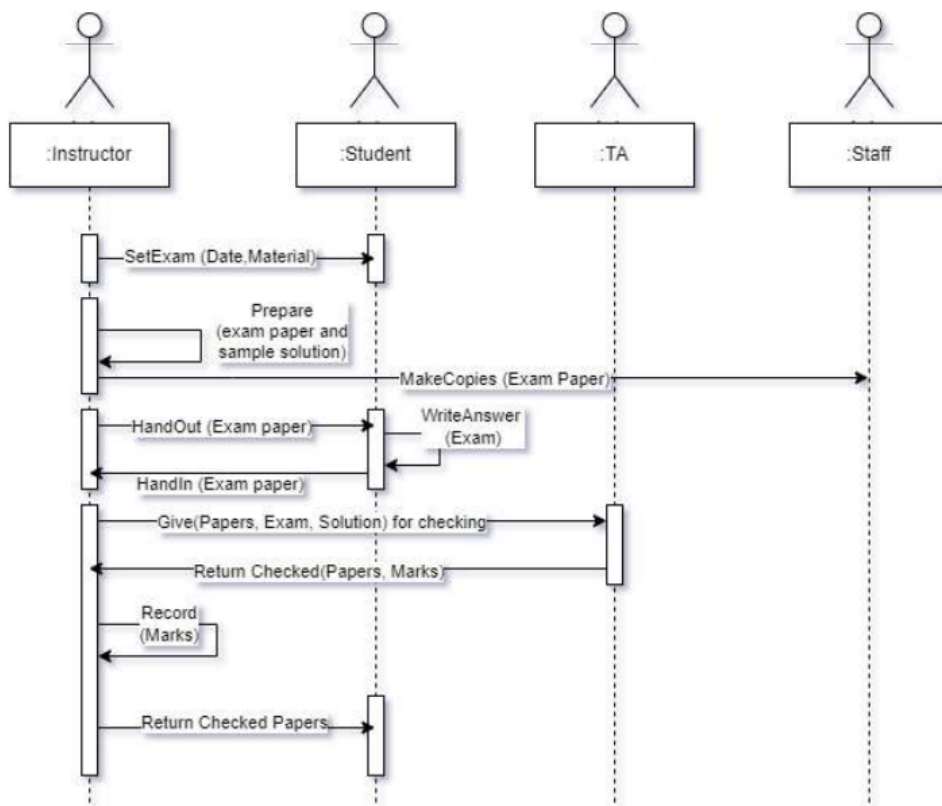 :Instructor
:Student
:TA
:Staff
SetExam (Date,Material)
Prepare
(exam paper and
sample solution)
MakeCopies (Exam Paper)
HandOut (Exam paper)
WriteAnswer
(Exam)
HandIn (Exam paper)
Give(Papers, Exam, Solution) for checking
Return Checked(Papers, Marks)
Record
(Marks)
Return Checked Papers